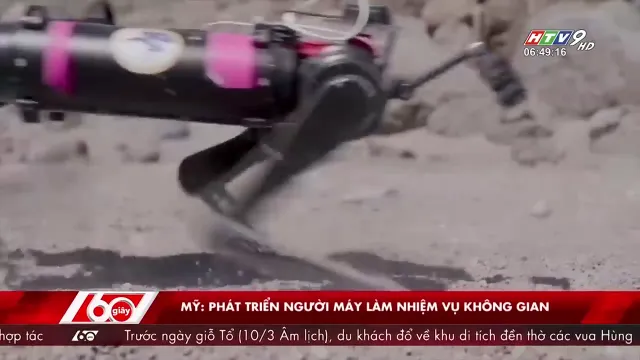 HTV9 HD
06:49:16
60 giây
MỸ: PHÁT TRIỂN NGƯỜI MÁY LÀM NHIỆM VỤ KHÔNG GIAN
hợp tác 60 Trước ngày giỗ Tổ (10/3 Âm lịch), du khách đổ về khu di tích đền thờ các vua Hùng